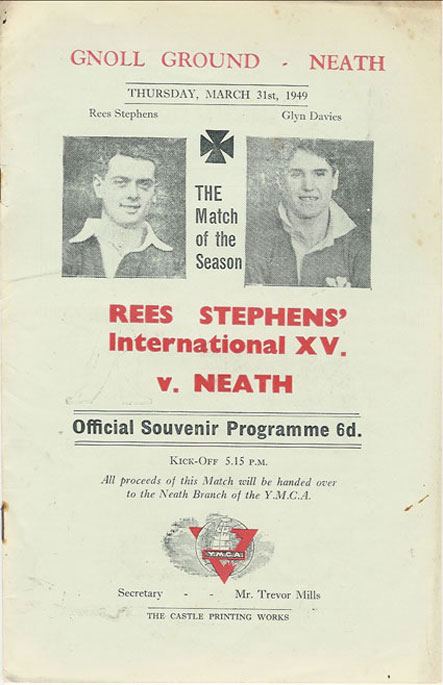 GNOLL GROUND - NEATH
THURSDAY, MARCH 31st, 1949
Rees Stephens
Glyn Davies
THE
Match
of the
Season
REES STEPHENS'
International XV.
v. NEATH
Official Souvenir Programme 6d.
KICK-OFF 5.15 P.M.
All proceeds of this Match will be handed over
to the Neath Branch of the Y.M.C.A.
Y.M.C.A.
Secretary - - Mr. Trevor Mills
THE CASTLE PRINTING WORKS